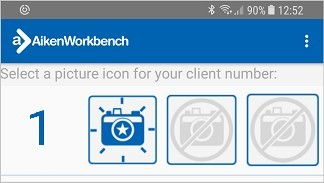 90% 12:52
AikenWorkbench
Select a picture icon for your client number:
1